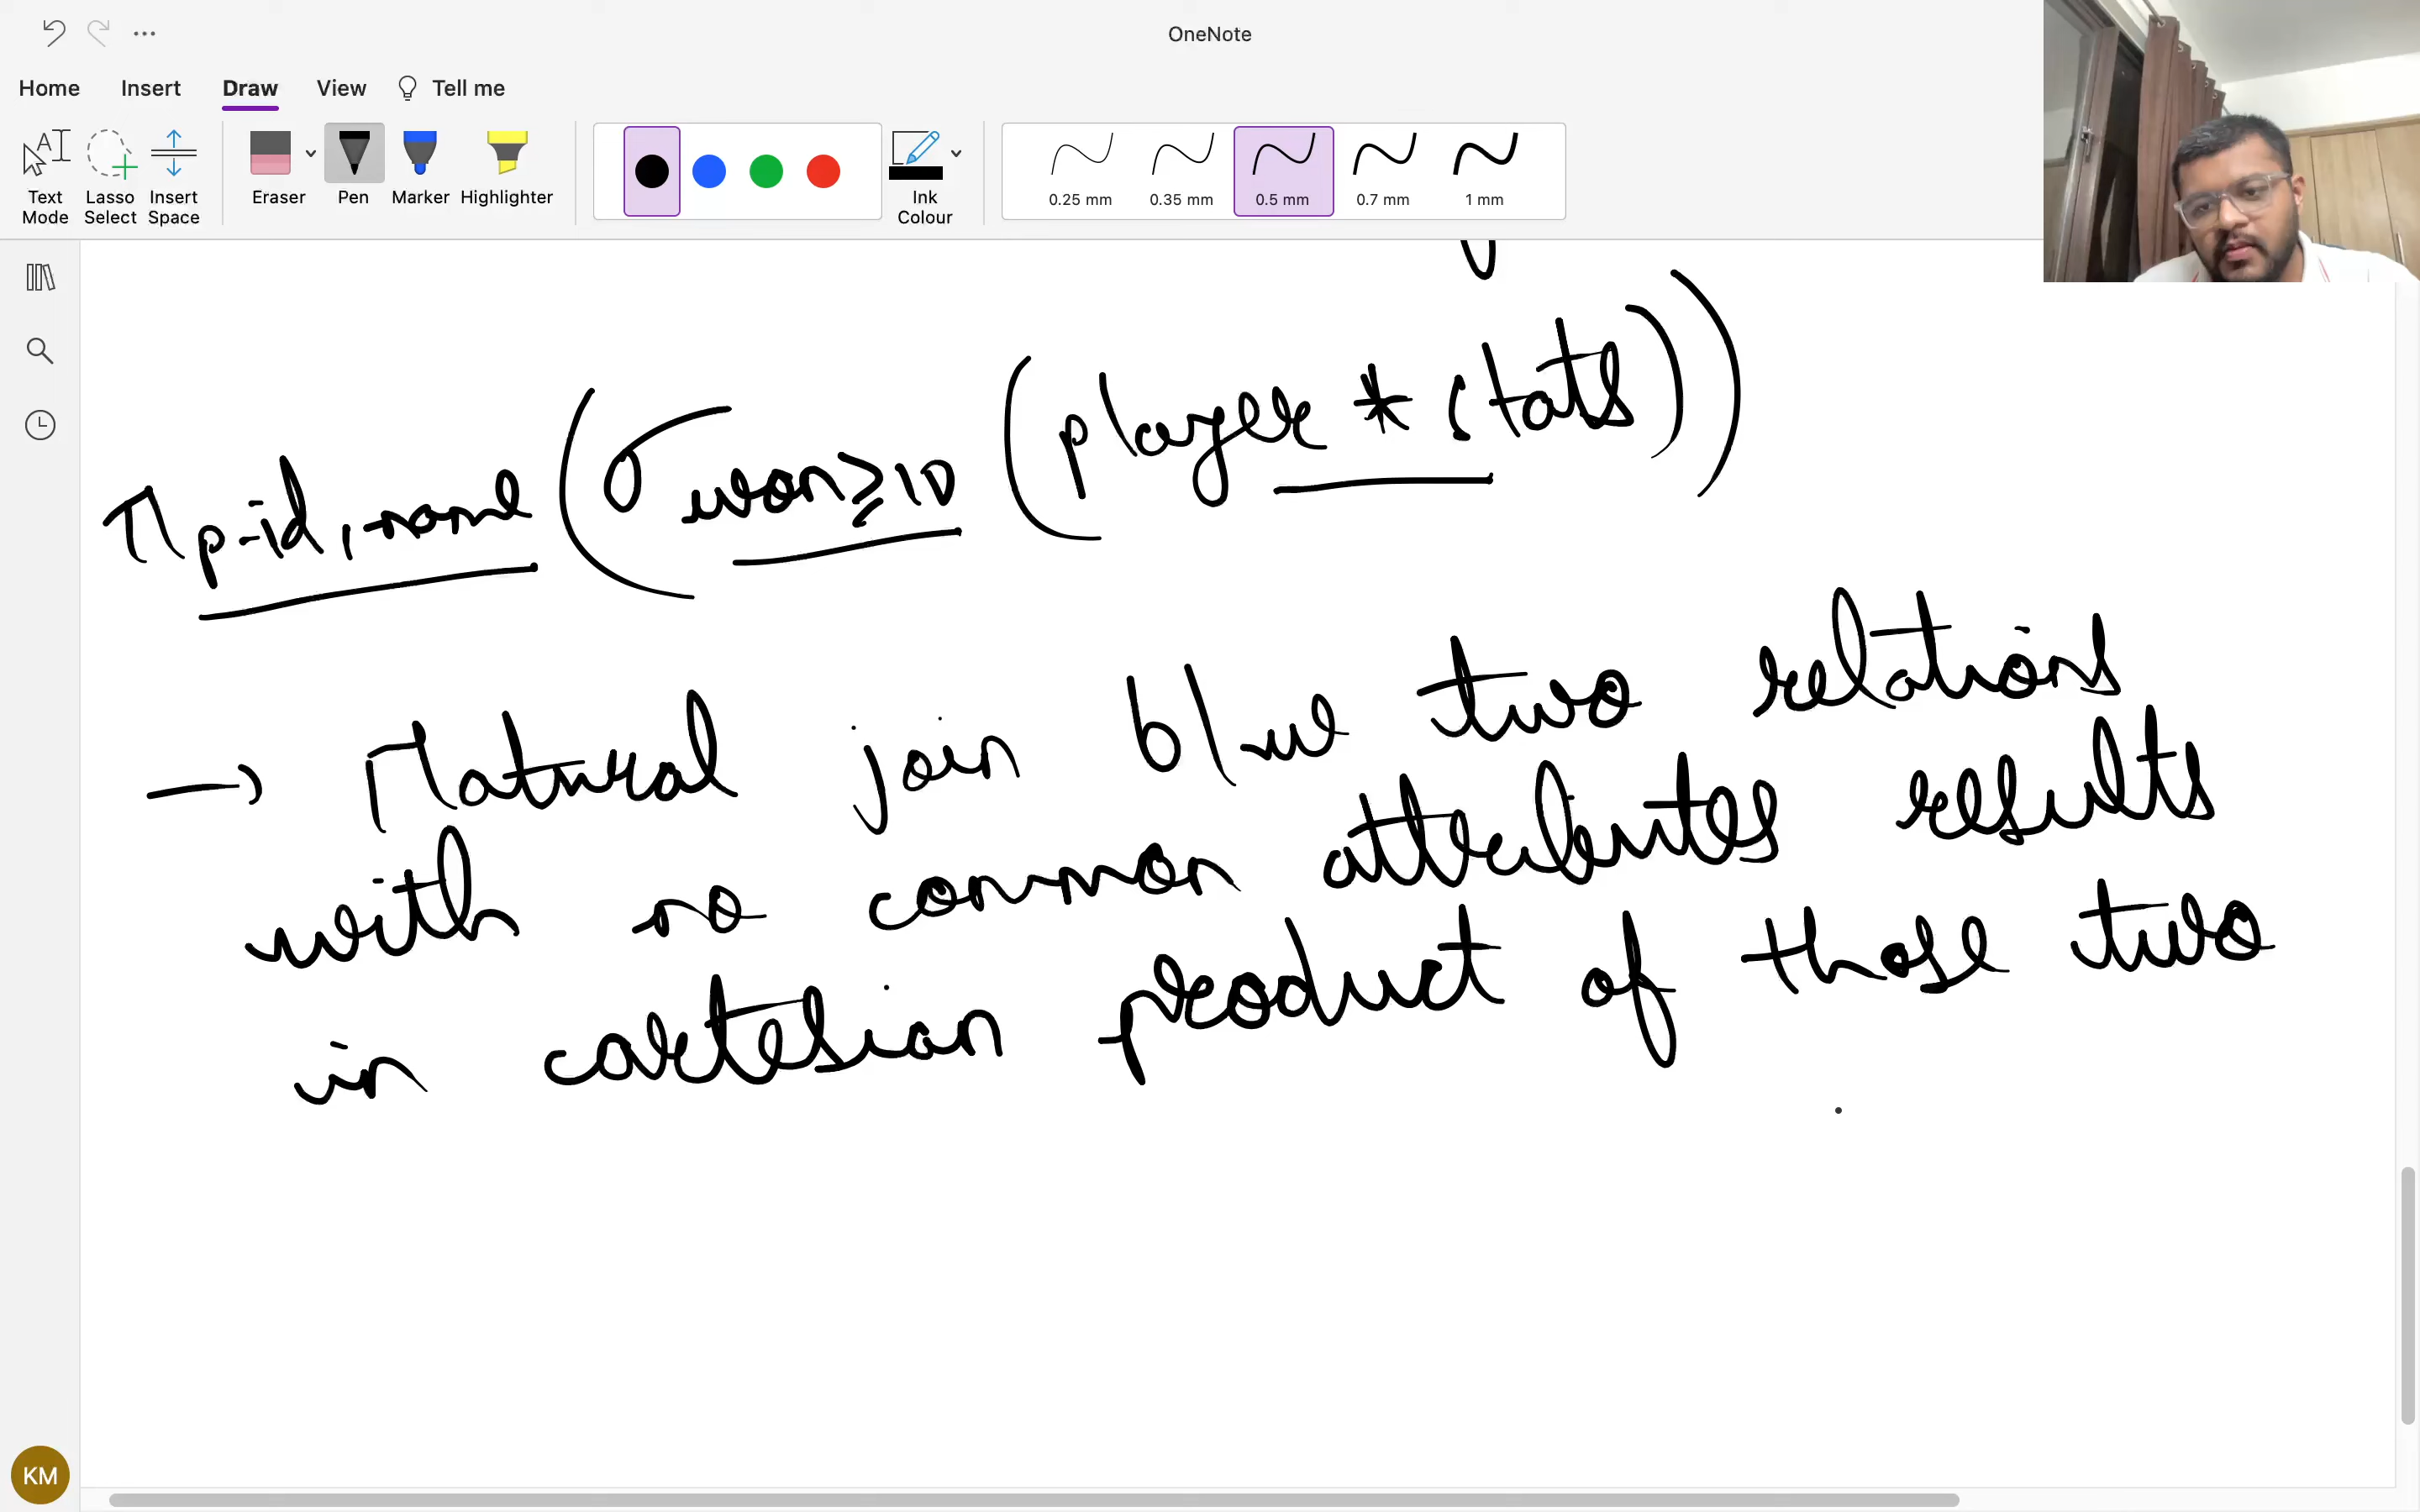 OneNote
Home Insert Draw View Tell me
Text Mode
Lasso Select
Insert Space
Eraser
Pen
Marker
Highlighter
Ink Colour
0.25 mm
0.35 mm
0.5 mm
0.7 mm
1 mm
π p-id, name (σ won ≥ 10 (player * stats))
→ Natural join b/w two relations
with no common attributes results
in cartesian product of those two
KM